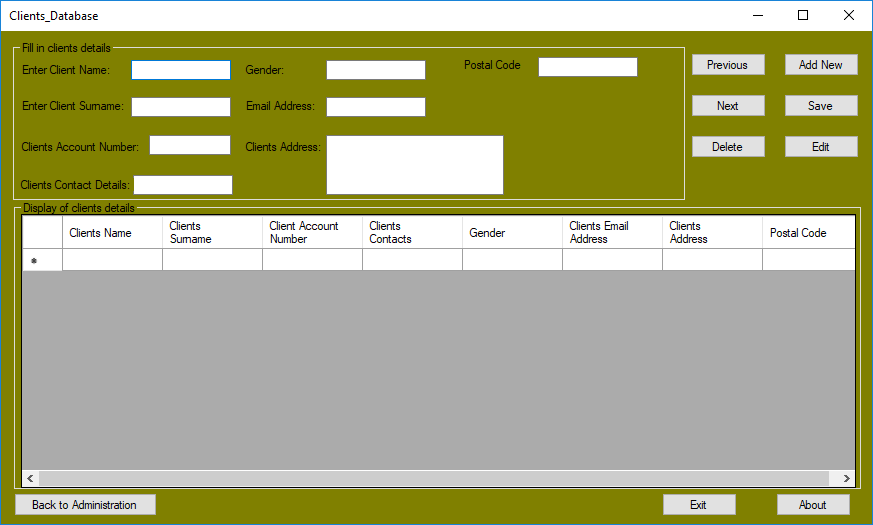 Clients_Database
Fill in clients details
Enter Client Name:
Gender:
Postal Code
Previous
Add New
Enter Client Surname:
Email Address:
Next
Save
Clients Account Number:
Clients Address:
Delete
Edit
Clients Contact Details:
Display of clients details
Clients Name
Clients
Surname
Client Account
Number
Clients
Contacts
Gender
Clients Email
Address
Clients
Address
Postal Code
Back to Administration
Exit
About